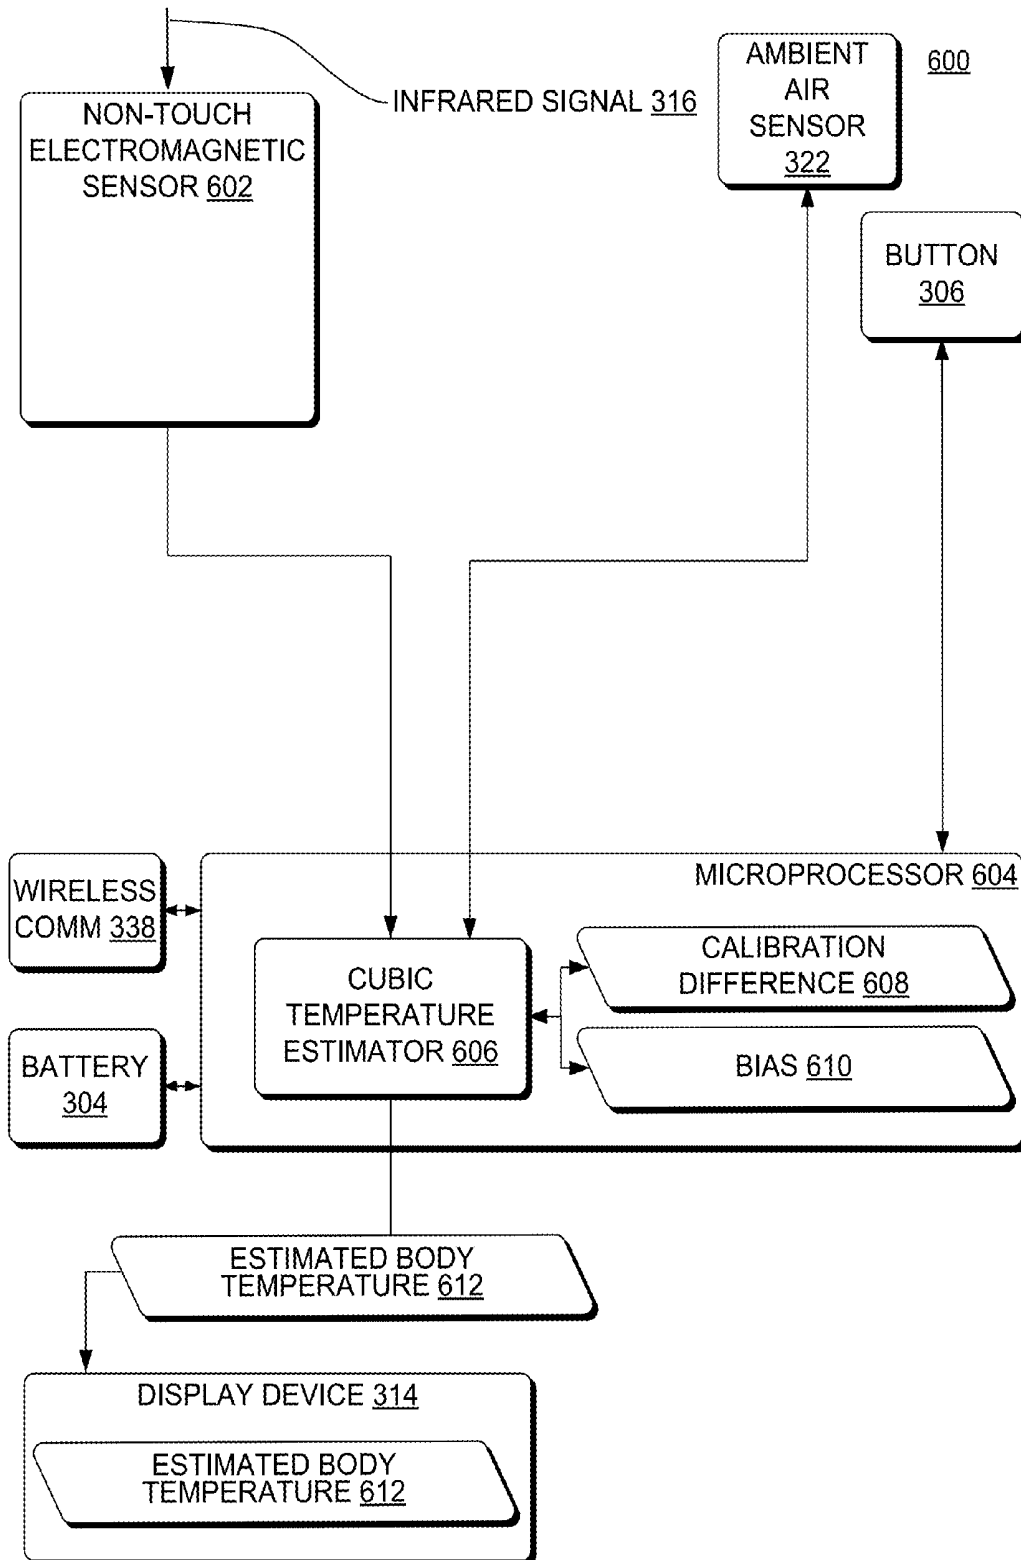 INFRARED SIGNAL 316
NON-TOUCH
ELECTROMAGNETIC
SENSOR 602
AMBIENT
AIR
SENSOR
322
600
BUTTON
306
MICROPROCESSOR 604
WIRELESS
COMM 338
BATTERY
304
CUBIC
TEMPERATURE
ESTIMATOR 606
CALIBRATION
DIFFERENCE 608
BIAS 610
ESTIMATED BODY
TEMPERATURE 612
DISPLAY DEVICE 314
ESTIMATED BODY
TEMPERATURE 612